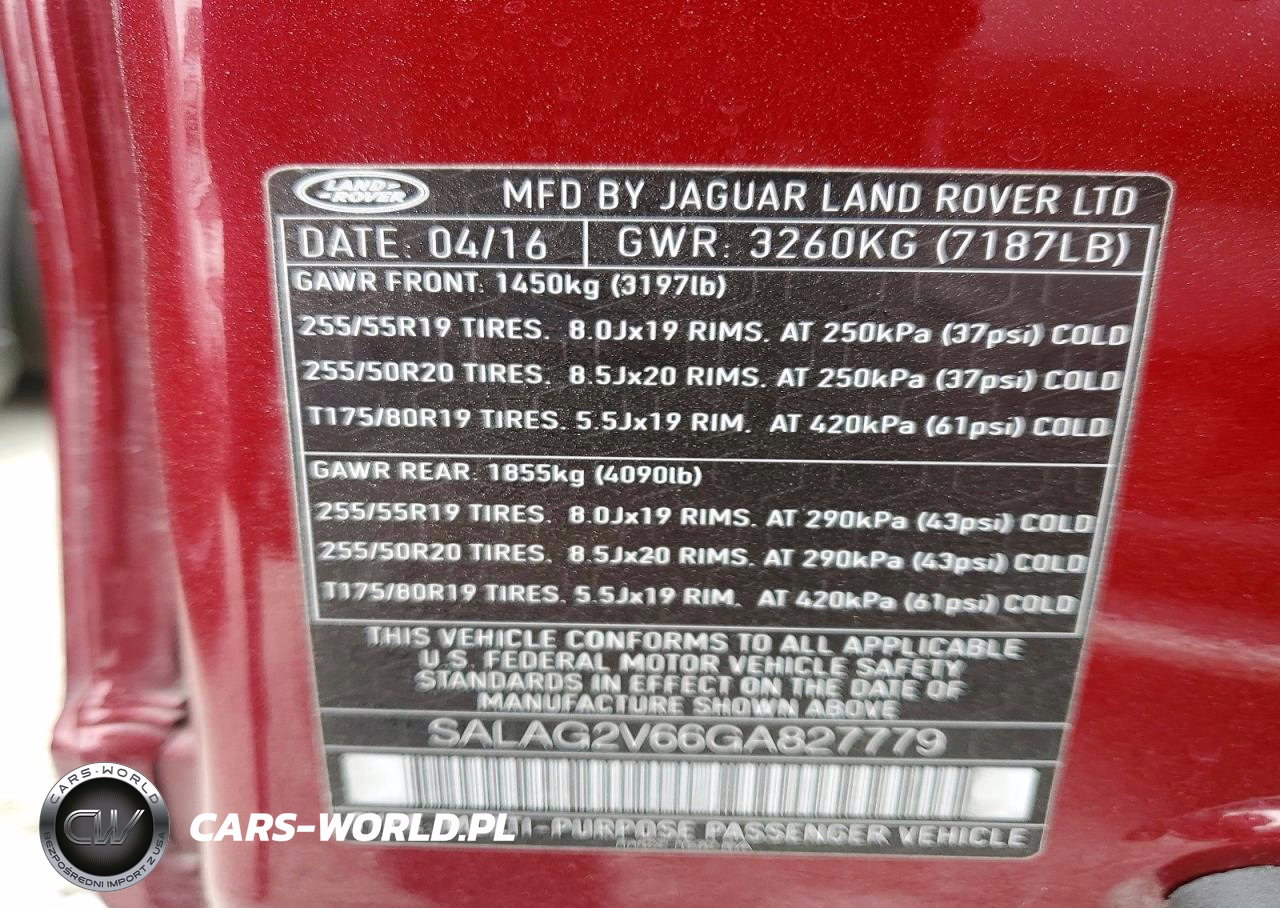 LAND ROVER MFD BY JAGUAR LAND ROVER LTD
DATE: 04/16 GWR: 3260KG (7187LB)
GAWR FRONT: 1450kg (3197lb)
255/55R19 TIRES. 8.0Jx19 RIMS. AT 250kPa (37psi) COLD
255/50R20 TIRES. 8.5Jx20 RIMS. AT 250kPa (37psi) COLD
T175/80R19 TIRES. 5.5Jx19 RIM. AT 420kPa (61psi) COLD
GAWR REAR: 1855kg (4090lb)
255/55R19 TIRES. 8.0Jx19 RIMS. AT 290kPa (43psi) COLD
255/50R20 TIRES. 8.5Jx20 RIMS. AT 290kPa (43psi) COLD
T175/80R19 TIRES. 5.5Jx19 RIM. AT 420kPa (61psi) COLD
THIS VEHICLE CONFORMS TO ALL APPLICABLE
U.S. FEDERAL MOTOR VEHICLE SAFETY
STANDARDS IN EFFECT ON THE DATE OF
MANUFACTURE SHOWN ABOVE
SALAG2V66GA827779
-PURPOSE PASSENGER VEHICLE
CARS-WORLD
CW
BEZPOŚREDNI IMPORT Z USA
CARS-WORLD.PL